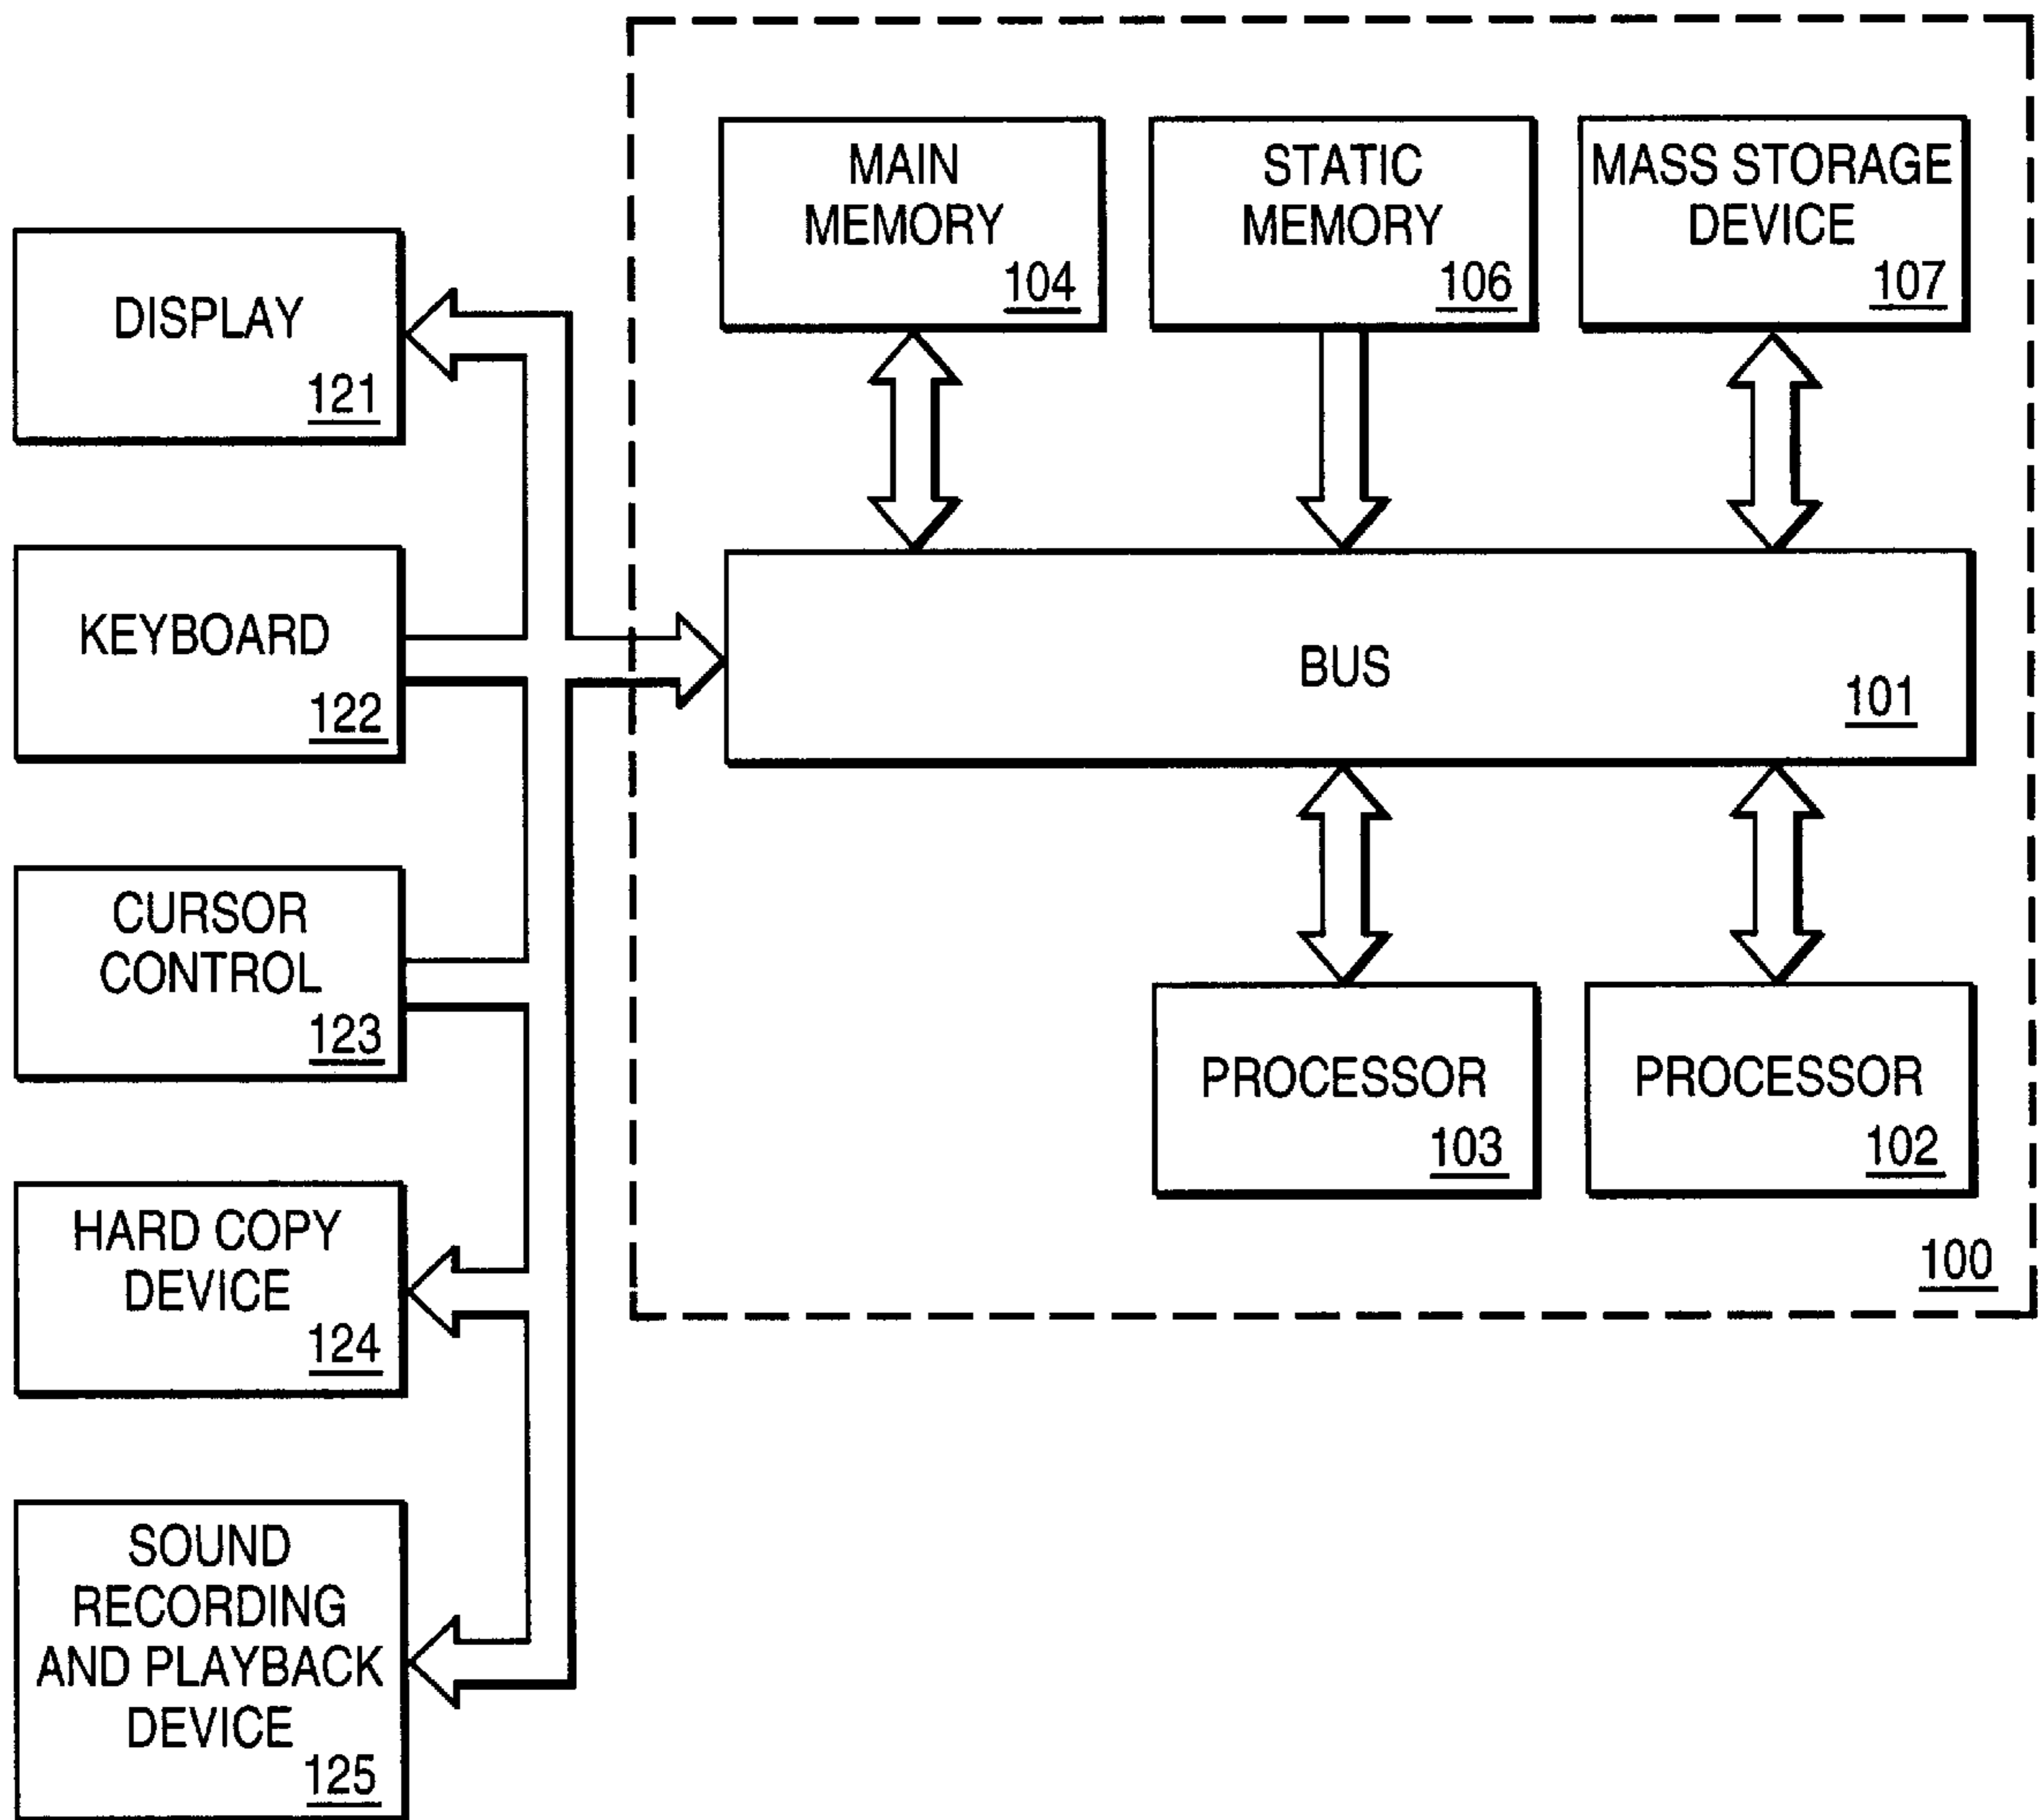 MAIN
MEMORY
104
STATIC
MEMORY
106
MASS STORAGE
DEVICE
107
DISPLAY
121
KEYBOARD
122
BUS
101
CURSOR
CONTROL
123
PROCESSOR
103
PROCESSOR
102
HARD COPY
DEVICE
124
100
SOUND
RECORDING
AND PLAYBACK
DEVICE
125